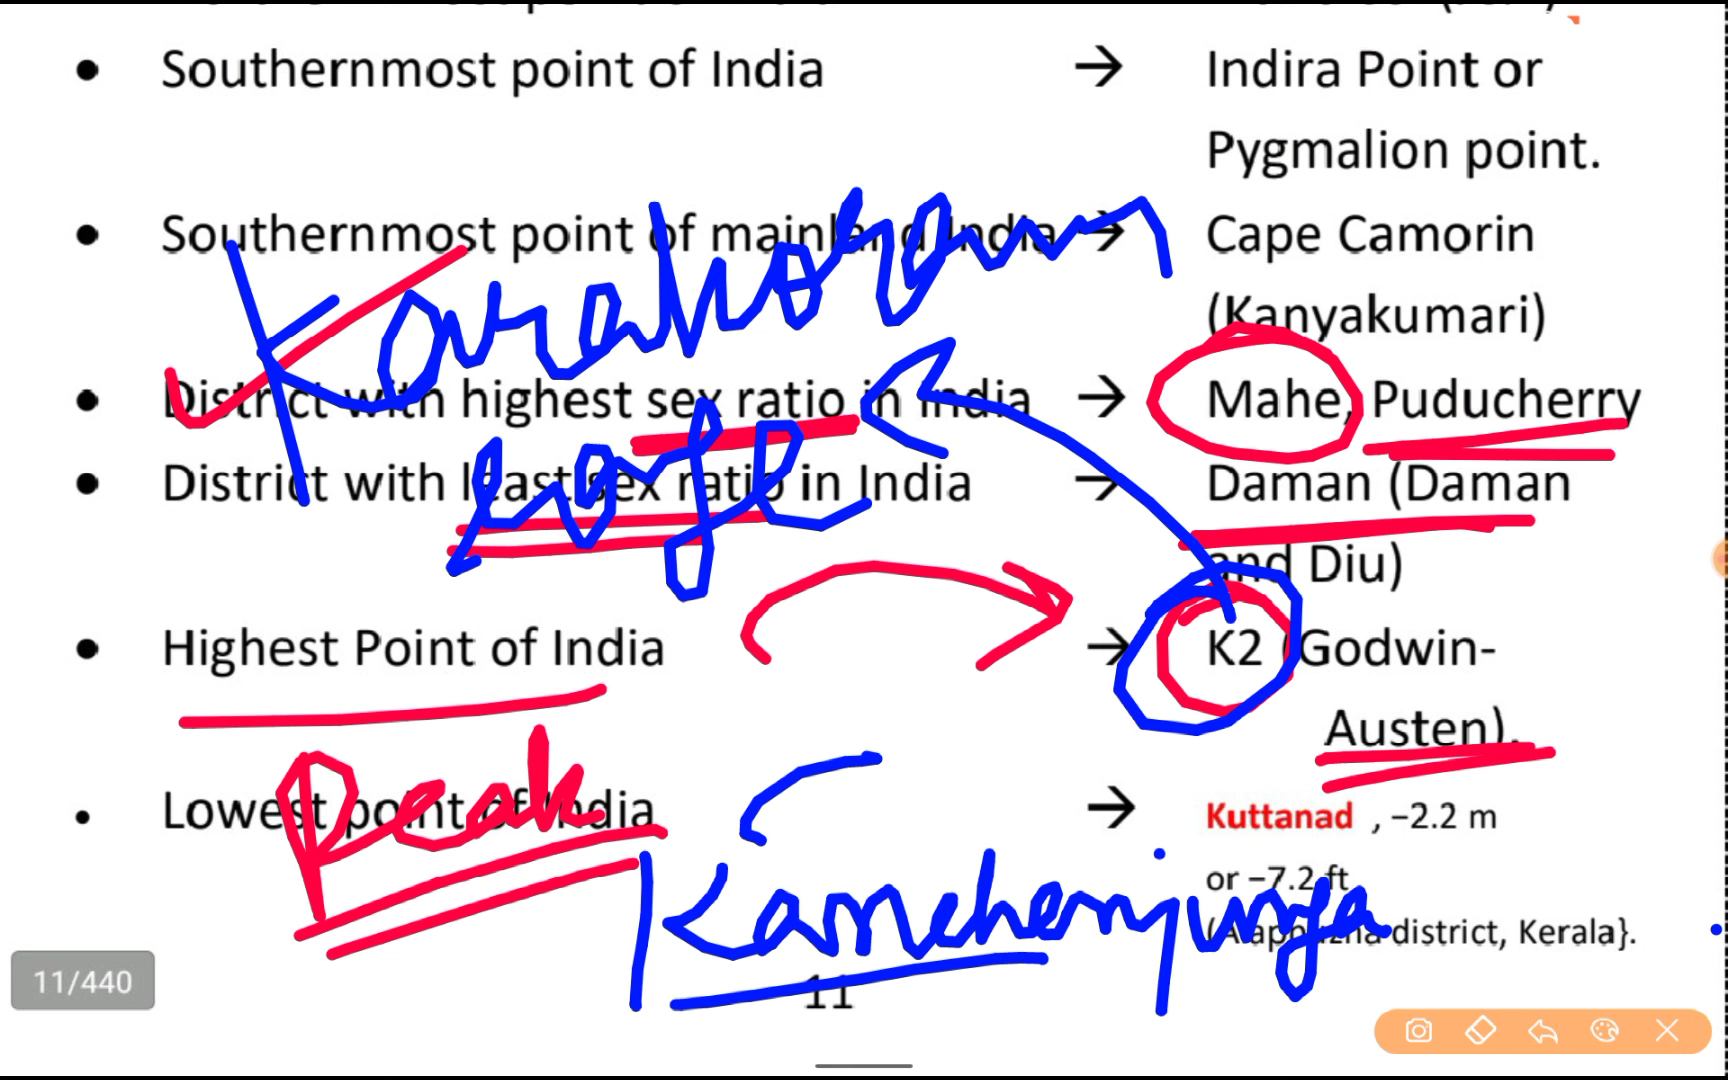 • Southernmost point of India → Indira Point or
Pygmalion point.
• Southernmost point of mainland India → Cape Camorin
(Kanyakumari)
• District with highest sex ratio in India → Mahe, Puducherry
• District with least sex ratio in India → Daman (Daman
and Diu)
• Highest Point of India → K2 (Godwin-
Austen).
• Lowest point of India → Kuttanad , −2.2 m
or −7.2 ft
(Alaphuzha district, Kerala}.
Karakoram
Peak
Kanchenjunga
11/440
11